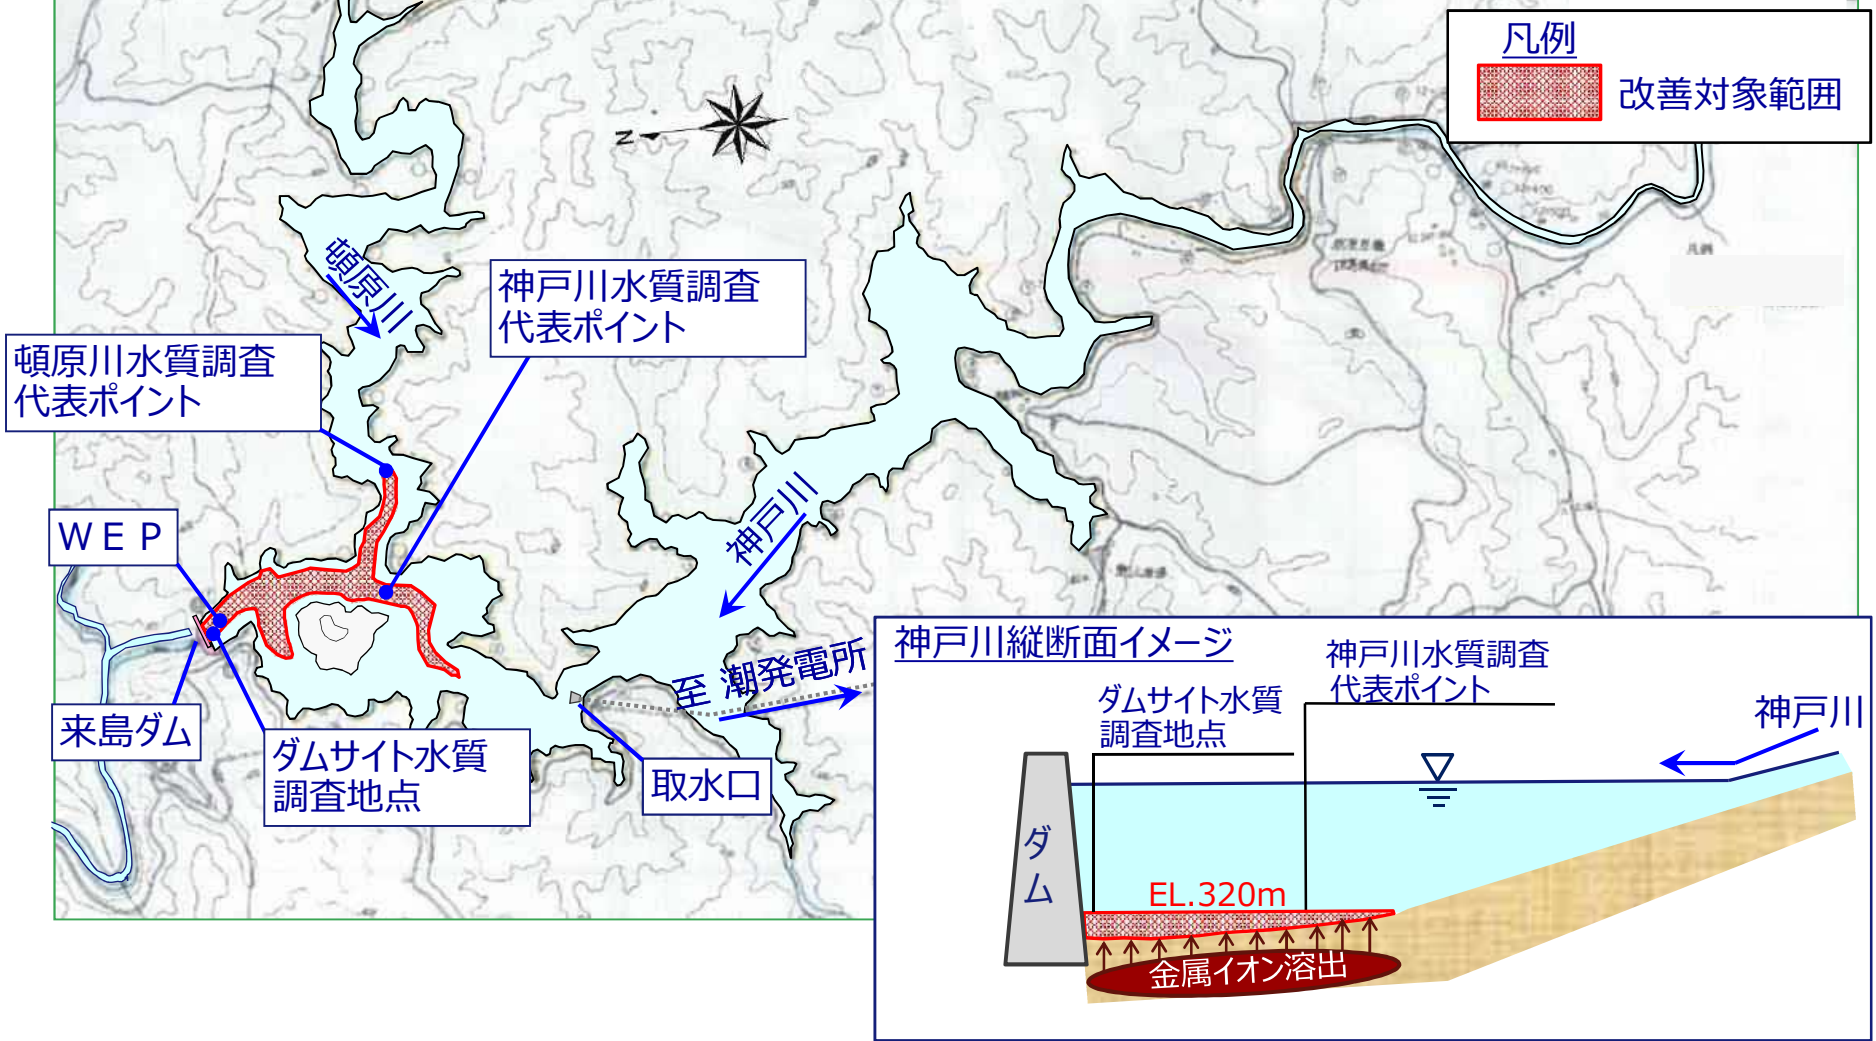 凡例
改善対象範囲
N
頓原川
神戸川水質調査
代表ポイント
頓原川水質調査
代表ポイント
WEP
神戸川
至 潮発電所
来島ダム
ダムサイト水質
調査地点
取水口
凡例
神戸川縦断面イメージ
神戸川水質調査
代表ポイント
ダムサイト水質
調査地点
神戸川
ダム
EL.320m
金属イオン溶出